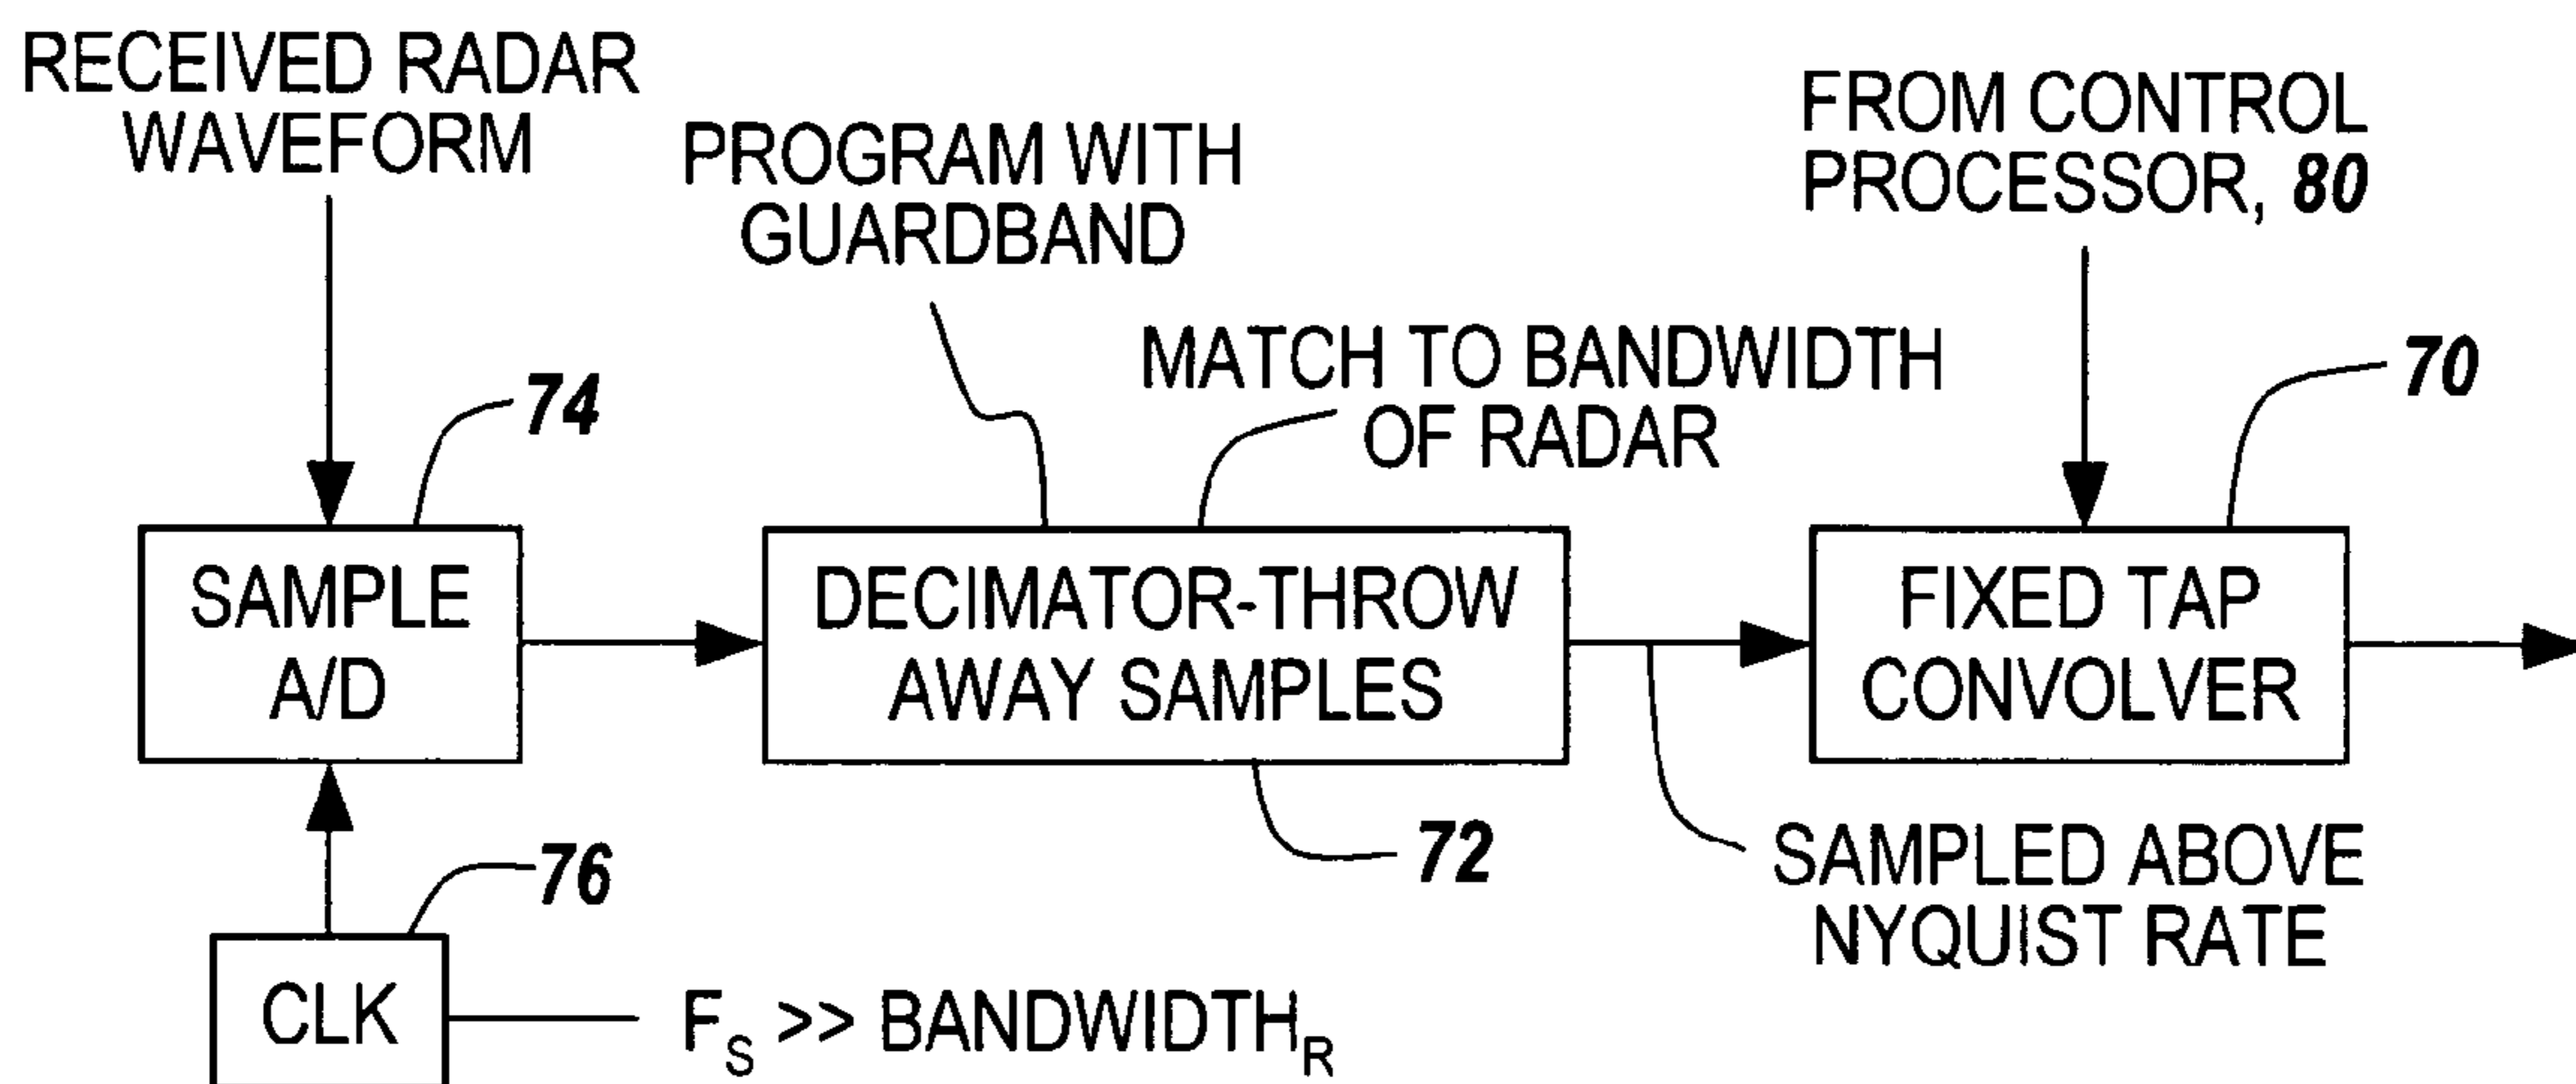 RECEIVED RADAR
WAVEFORM
PROGRAM WITH
GUARDBAND
FROM CONTROL
PROCESSOR, 80
MATCH TO BANDWIDTH
OF RADAR
70
74
SAMPLE
A/D
DECIMATOR-THROW
AWAY SAMPLES
FIXED TAP
CONVOLVER
72
76
SAMPLED ABOVE
NYQUIST RATE
CLK
FS >> BANDWIDTHR